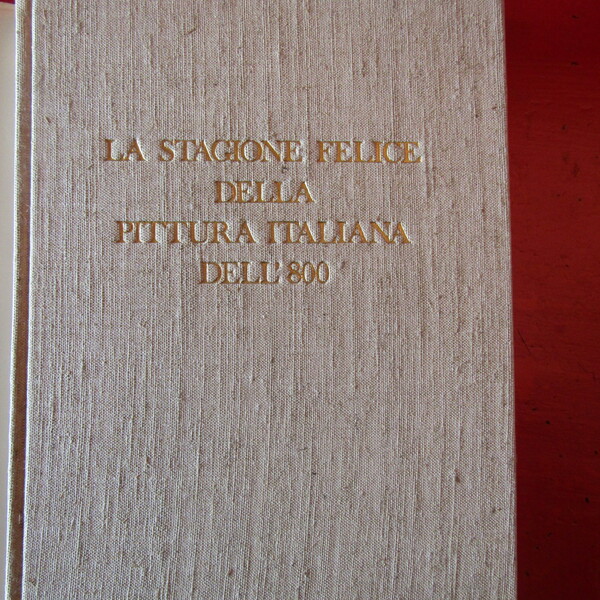 LA STAGIONE FELICE
DELLA
PITTURA ITALIANA
DELL'800